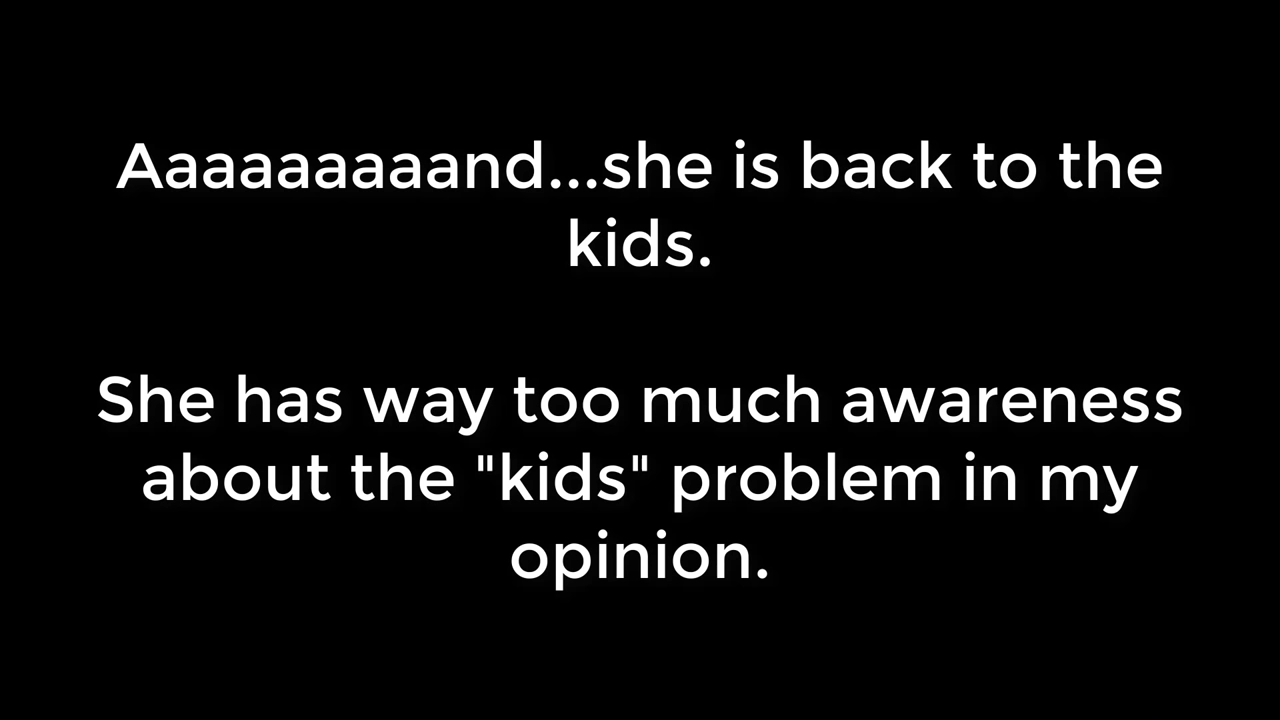 Aaaaaaaaand...she is back to the
kids.
She has way too much awareness
about the "kids" problem in my
opinion.